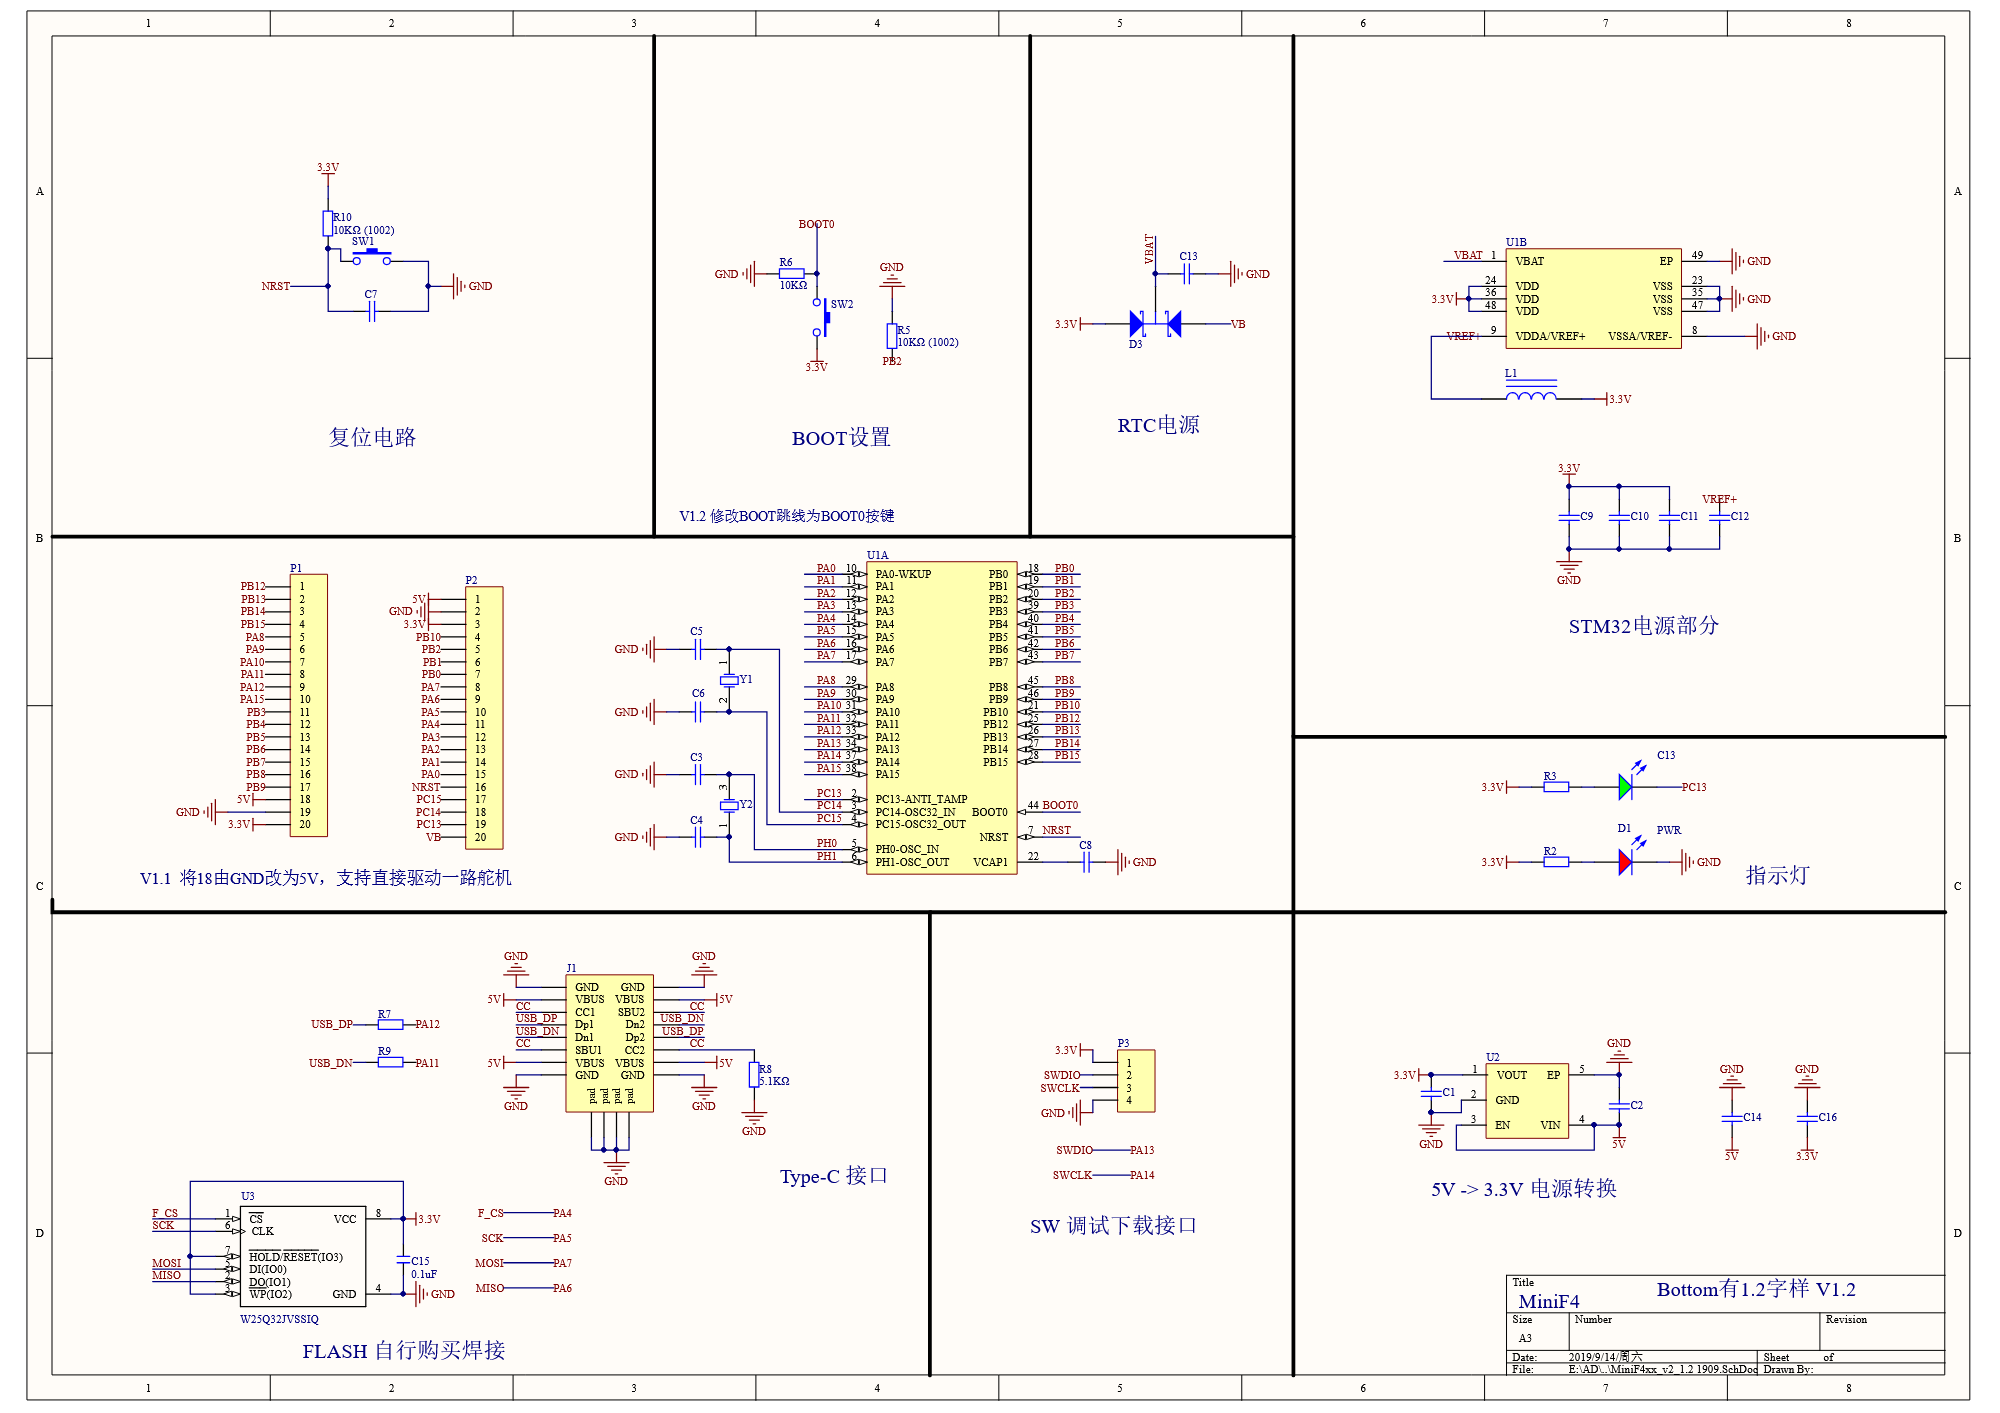 1 2 3 4 5 6 7 8
A
B
C
D
A
B
C
D
3.3V
R10
10KΩ (1002)
SW1
NRST
C7
GND
复位电路
BOOT0
R6
GND
10KΩ
SW2
3.3V
GND
R5
10KΩ (1002)
PB2
BOOT设置
V1.2 修改BOOT跳线为BOOT0按键
VBAT
C13
GND
3.3V
D3
VB
RTC电源
U1B
VBAT 1 VBAT EP 49 GND
24 VDD VSS 23
3.3V 36 VDD VSS 35 GND
48 VDD VSS 47
VREF+ 9 VDDA/VREF+ VSSA/VREF- 8 GND
L1
3.3V
3.3V
VREF+
C9 C10 C11 C12
GND
STM32电源部分
P1
PB12 1
PB13 2
PB14 3
PB15 4
PA8 5
PA9 6
PA10 7
PA11 8
PA12 9
PA15 10
PB3 11
PB4 12
PB5 13
PB6 14
PB7 15
PB8 16
PB9 17
5V 18
GND 19
3.3V 20
P2
5V 1
GND 2
3.3V 3
PB10 4
PB2 5
PB1 6
PB0 7
PA7 8
PA6 9
PA5 10
PA4 11
PA3 12
PA2 13
PA1 14
PA0 15
NRST 16
PC15 17
PC14 18
PC13 19
VB 20
V1.1 将18由GND改为5V，支持直接驱动一路舵机
C5
GND
1
Y1
2
C6
GND
C3
GND
3
Y2
1
C4
GND
U1A
PA0 10 PA0-WKUP PB0 18 PB0
PA1 11 PA1 PB1 19 PB1
PA2 12 PA2 PB2 20 PB2
PA3 13 PA3 PB3 39 PB3
PA4 14 PA4 PB4 40 PB4
PA5 15 PA5 PB5 41 PB5
PA6 16 PA6 PB6 42 PB6
PA7 17 PA7 PB7 43 PB7
PA8 29 PA8 PB8 45 PB8
PA9 30 PA9 PB9 46 PB9
PA10 31 PA10 PB10 21 PB10
PA11 32 PA11 PB12 25 PB12
PA12 33 PA12 PB13 26 PB13
PA13 34 PA13 PB14 27 PB14
PA14 37 PA14 PB15 28 PB15
PA15 38 PA15
PC13 2 PC13-ANTI_TAMP
PC14 3 PC14-OSC32_IN BOOT0 44 BOOT0
PC15 4 PC15-OSC32_OUT
NRST 7 NRST
PH0 5 PH0-OSC_IN
PH1 6 PH1-OSC_OUT VCAP1 22
C8
GND
C13
3.3V R3 PC13
D1 PWR
3.3V R2 GND
指示灯
USB_DP R7 PA12
USB_DN R9 PA11
GND J1 GND
GND GND
5V VBUS VBUS 5V
CC CC1 SBU2 CC
USB_DP Dp1 Dn2 USB_DN
USB_DN Dn1 Dp2 USB_DP
CC SBU1 CC2 CC
5V VBUS VBUS 5V
GND GND
GND GND
pad pad pad pad
GND
R8
5.1KΩ
GND
Type-C 接口
U3
F_CS 1 CS VCC 8 3.3V
SCK 6 CLK
7 HOLD/RESET(IO3)
MOSI 5 DI(IO0)
MISO 2 DO(IO1)
3 WP(IO2) GND 4 GND
C15
0.1uF
W25Q32JVSSIQ
F_CS PA4
SCK PA5
MOSI PA7
MISO PA6
FLASH 自行购买焊接
P3
3.3V 1
SWDIO 2
SWCLK 3
GND 4
SWDIO PA13
SWCLK PA14
SW 调试下载接口
GND
U2
3.3V 1 VOUT EP 5
C1
2 GND
C2
3 EN VIN 4
GND
5V
GND
C14
5V
GND
C16
3.3V
5V -> 3.3V 电源转换
Title
MiniF4
Bottom有1.2字样 V1.2
Size
A3
Number
Revision
Date: 2019/9/14/周六 Sheet of
File: E:\AD\..\MiniF4xx_v2_1.2 1909.SchDoc Drawn By:
1 2 3 4 5 6 7 8